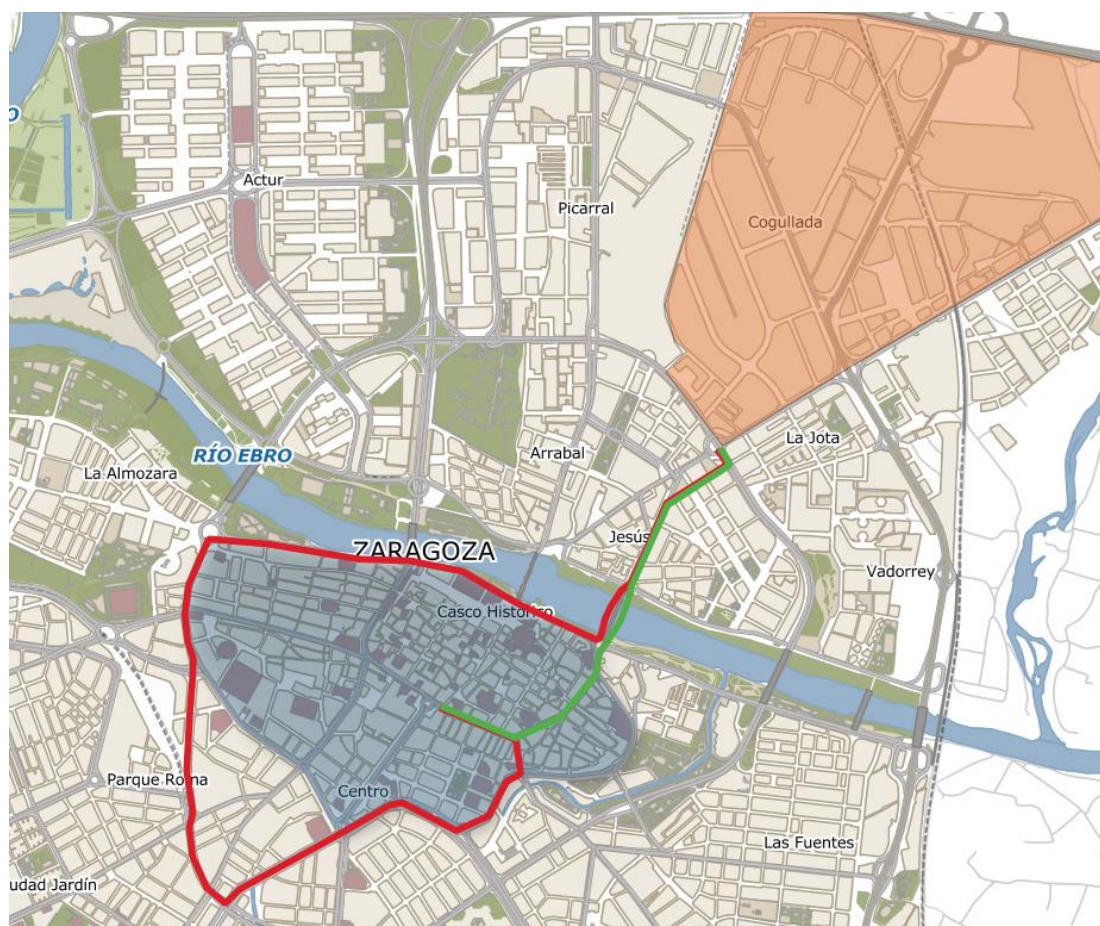 Actur
Picarral
Cogullada
O
La Jota
Arrabal
RÍO EBRO
La Almozara
Jesús
ZARAGOZA
Vadorrey
Casco Histórico
Parque Roma
Centro
Las Fuentes
udad Jardín